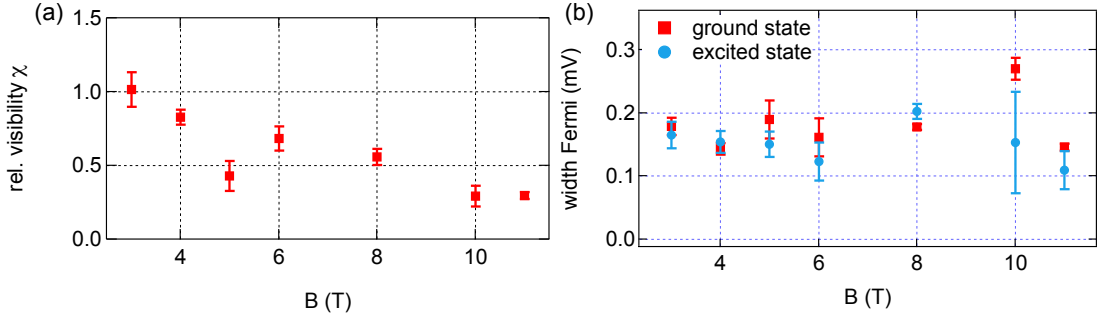 (a)
1.5
1.0
0.5
0.0
rel. visibility χ
4
6
8
10
B (T)
(b)
ground state
excited state
0.3
0.2
0.1
0.0
width Fermi (mV)
4
6
8
10
B (T)